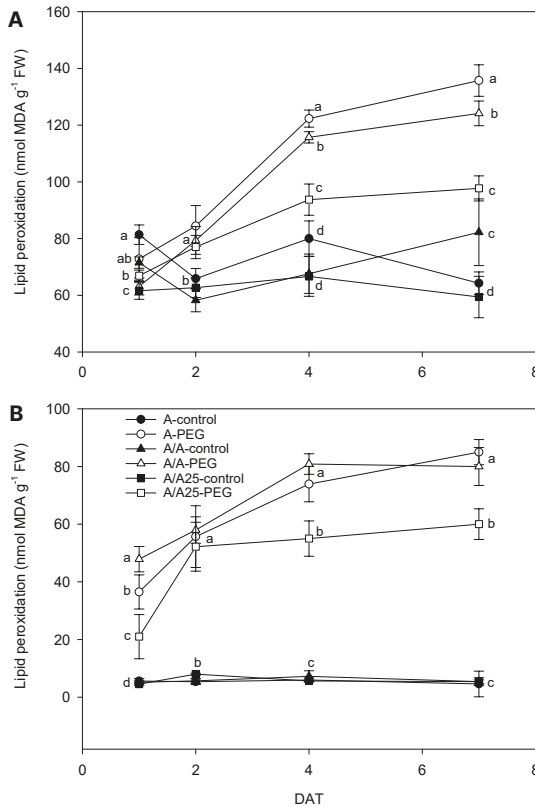 A
Lipid peroxidation (nmol MDA g⁻¹ FW)
160
140
120
100
80
60
40
a
ab
b
c
a
b
a
b
c
d
d
a
b
c
c
d
0
2
4
6
8
B
Lipid peroxidation (nmol MDA g⁻¹ FW)
100
80
60
40
20
0
A-control
A-PEG
A/A-control
A/A-PEG
A/A25-control
A/A25-PEG
a
b
c
d
a
b
a
b
c
a
b
c
0
2
4
6
8
DAT